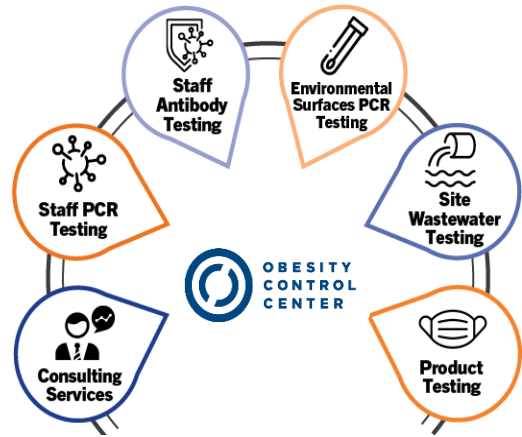 Staff
Antibody
Testing
Environmental
Surfaces PCR
Testing
Staff PCR
Testing
Site
Wastewater
Testing
OBESITY
CONTROL
CENTER
Consulting
Services
Product
Testing